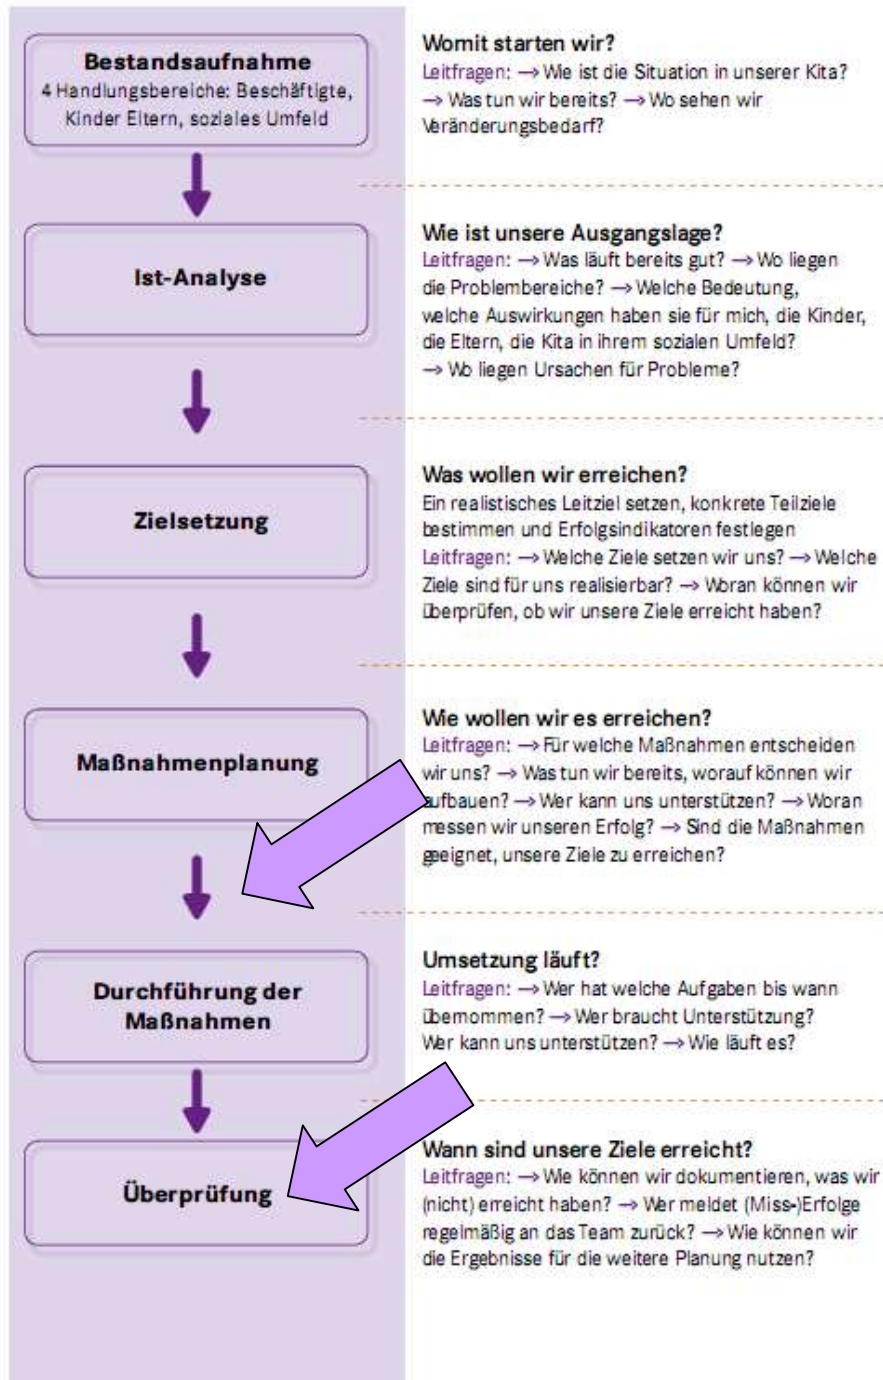 Bestandsaufnahme
4 Handlungsbereiche: Beschäftigte,
Kinder Eltern, soziales Umfeld
Womit starten wir?
Leitfragen: → Wie ist die Situation in unserer Kita?
→ Was tun wir bereits? → Wo sehen wir
Veränderungsbedarf?
Ist-Analyse
Wie ist unsere Ausgangslage?
Leitfragen: → Was läuft bereits gut? → Wo liegen
die Problembereiche? → Welche Bedeutung,
welche Auswirkungen haben sie für mich, die Kinder,
die Eltern, die Kita in ihrem sozialen Umfeld?
→ Wo liegen Ursachen für Probleme?
Zielsetzung
Was wollen wir erreichen?
Ein realistisches Leitziel setzen, konkrete Teilziele
bestimmen und Erfolgsindikatoren festlegen
Leitfragen: → Welche Ziele setzen wir uns? → Welche
Ziele sind für uns realisierbar? → Woran können wir
überprüfen, ob wir unsere Ziele erreicht haben?
Maßnahmenplanung
Wie wollen wir es erreichen?
Leitfragen: → Für welche Maßnahmen entscheiden
wir uns? → Was tun wir bereits, worauf können wir
aufbauen? → Wer kann uns unterstützen? → Woran
messen wir unseren Erfolg? → Sind die Maßnahmen
geeignet, unsere Ziele zu erreichen?
Durchführung der
Maßnahmen
Umsetzung läuft?
Leitfragen: → Wer hat welche Aufgaben bis wann
übernommen? → Wer braucht Unterstützung?
Wer kann uns unterstützen? → Wie läuft es?
Überprüfung
Wann sind unsere Ziele erreicht?
Leitfragen: → Wie können wir dokumentieren, was wir
(nicht) erreicht haben? → Wer meldet (Miss-)Erfolge
regelmäßig an das Team zurück? → Wie können wir
die Ergebnisse für die weitere Planung nutzen?